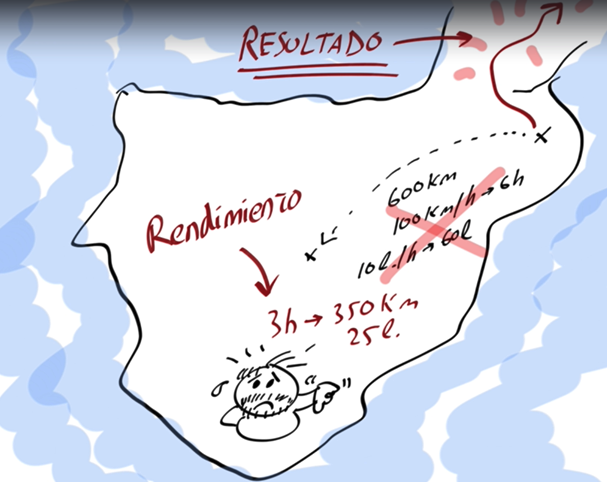 RESULTADO
600km
100km/h→6h
10l./h→60l
Rendimiento
3h→350Km
25l.